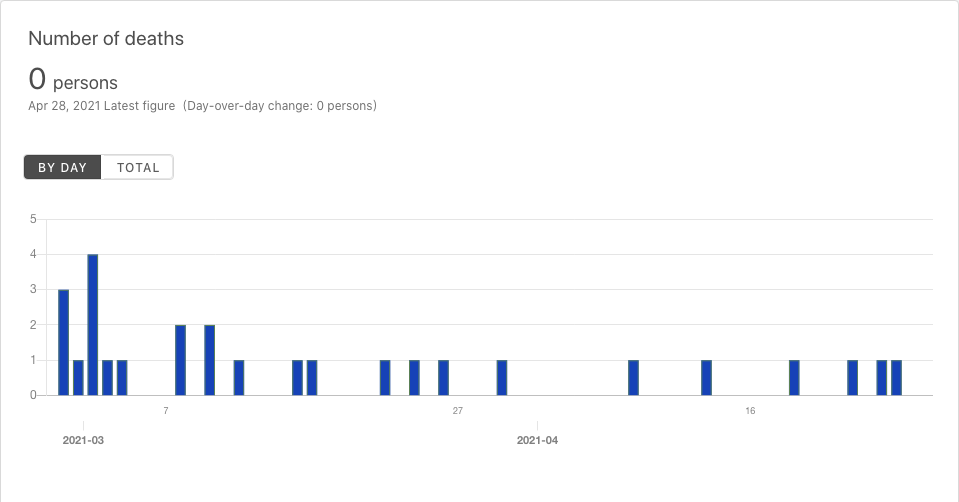 Number of deaths
0 persons
Apr 28, 2021 Latest figure (Day-over-day change: 0 persons)
BY DAY TOTAL
5
4
3
2
1
0
7 27 16
2021-03 2021-04